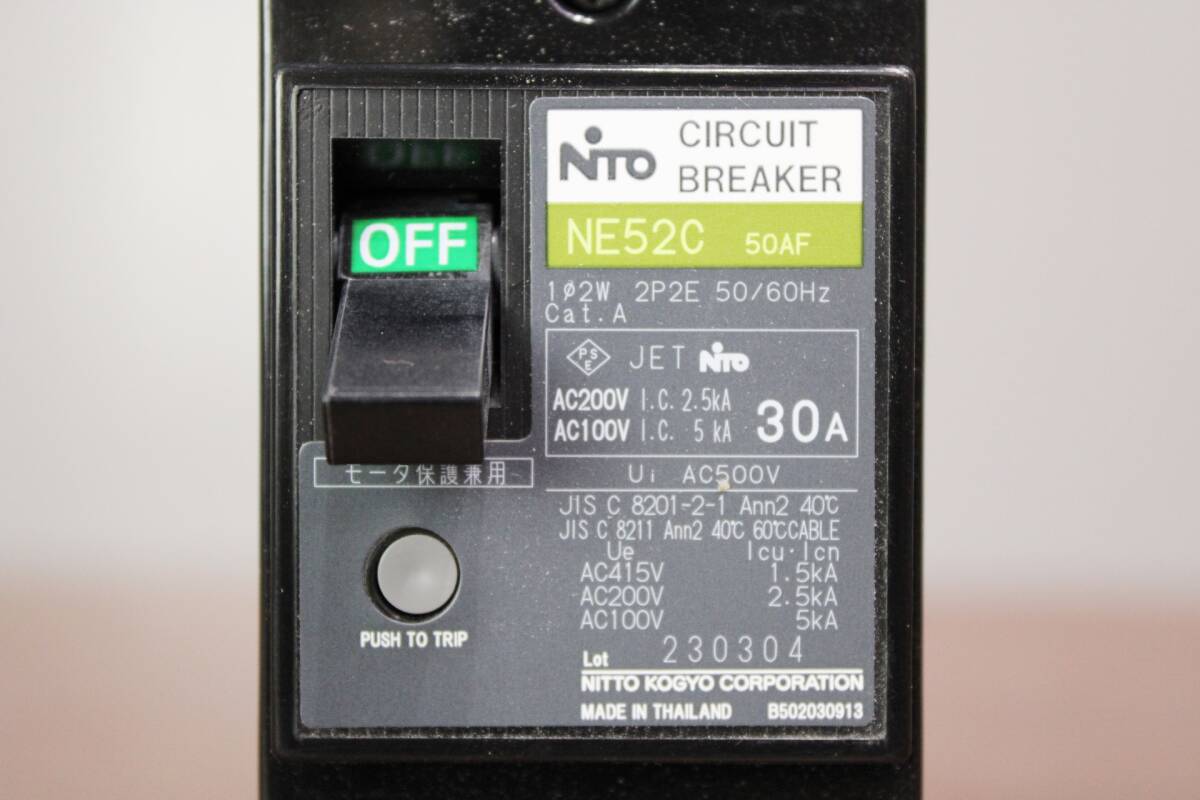 OFF
モータ保護兼用
PUSH TO TRIP
NITTO
CIRCUIT
BREAKER
NE52C 50AF
1φ2W 2P2E 50/60Hz
Cat.A
PSE JET NITTO
AC200V I.C. 2.5kA
AC100V I.C. 5 kA
30A
Ui AC500V
JIS C 8201-2-1 Ann2 40℃
JIS C 8211 Ann2 40℃ 60℃CABLE
Ue Icu·Icn
AC415V 1.5kA
AC200V 2.5kA
AC100V 5kA
Lot 230304
NITTO KOGYO CORPORATION
MADE IN THAILAND B502030913